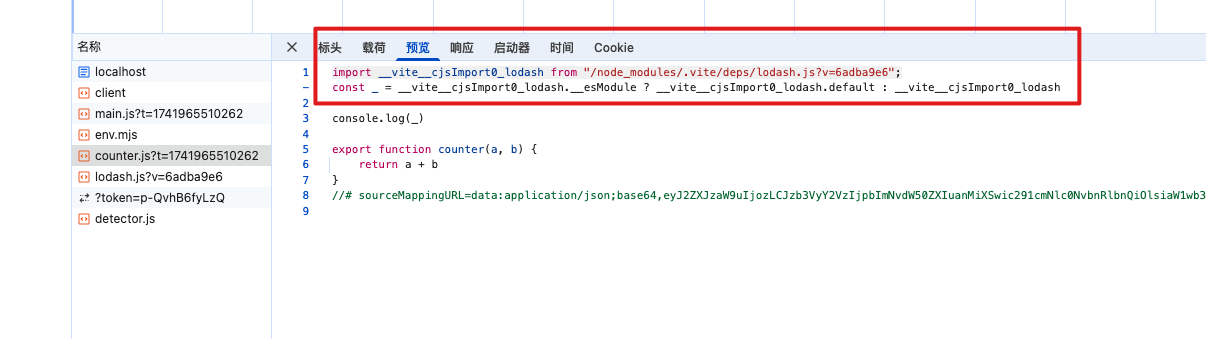 名称
localhost
client
main.js?t=1741965510262
env.mjs
counter.js?t=1741965510262
lodash.js?v=6adba9e6
?token=p-QvhB6fyLzQ
detector.js
标头 载荷 预览 响应 启动器 时间 Cookie
1 import __vite__cjsImport0_lodash from "/node_modules/.vite/deps/lodash.js?v=6adba9e6";
– const _ = __vite__cjsImport0_lodash.__esModule ? __vite__cjsImport0_lodash.default : __vite__cjsImport0_lodash
2
3 console.log(_)
4
5 export function counter(a, b) {
6 return a + b
7 }
8 //# sourceMappingURL=data:application/json;base64,eyJ2ZXJzaW9uIjozLCJzb3VyY2VzIjpbImNvdW50ZXIuanMiXSwic291cmNlc0NvbnRlbnQiOlsiaW1wb3
9